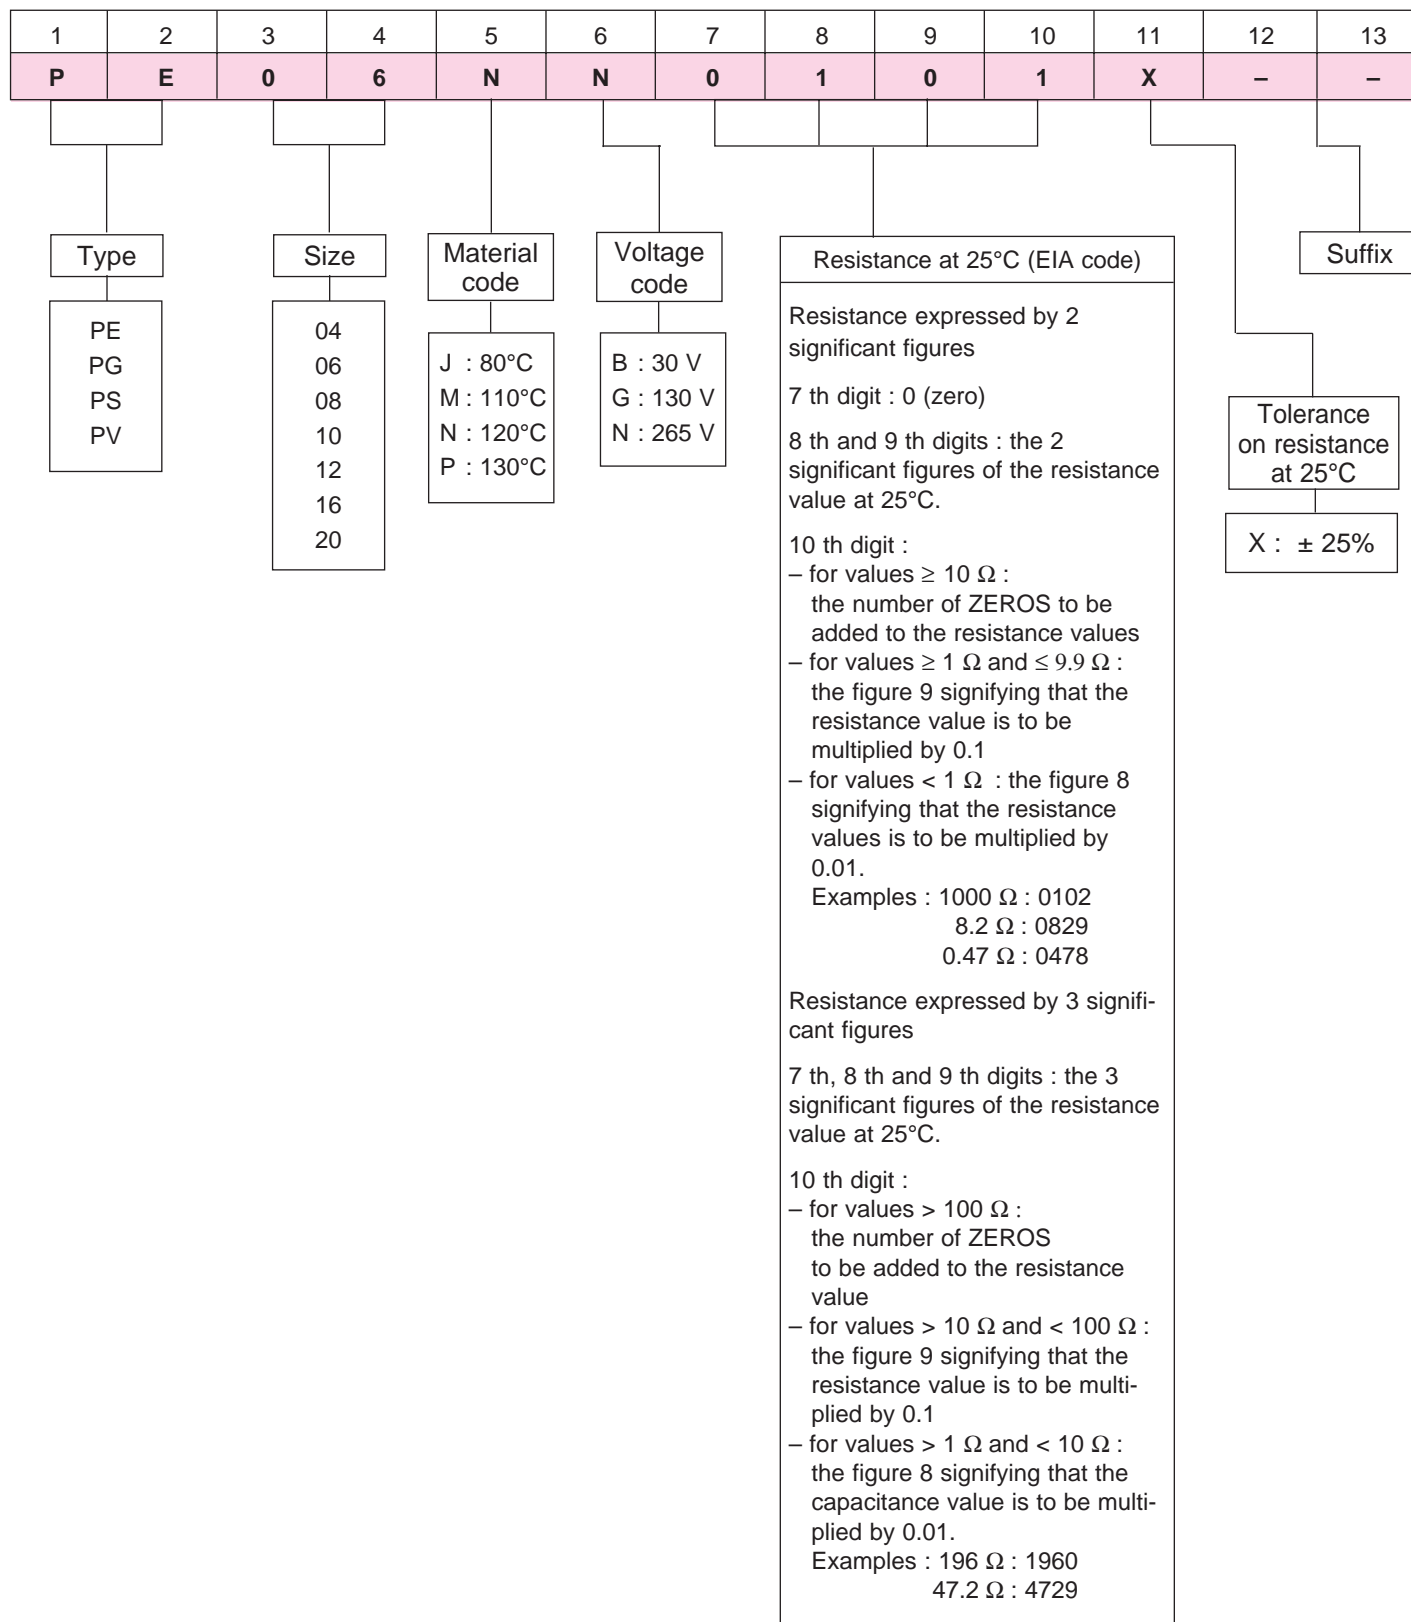 1 2 3 4 5 6 7 8 9 10 11 12 13
P E 0 6 N N 0 1 0 1 X – –
Type
PE
PG
PS
PV
Size
04
06
08
10
12
16
20
Material
code
J : 80°C
M : 110°C
N : 120°C
P : 130°C
Voltage
code
B : 30 V
G : 130 V
N : 265 V
Resistance at 25°C (EIA code)
Resistance expressed by 2
significant figures
7 th digit : 0 (zero)
8 th and 9 th digits : the 2
significant figures of the resistance
value at 25°C.
10 th digit :
– for values ≥ 10 Ω :
the number of ZEROS to be
added to the resistance values
– for values ≥ 1 Ω and ≤ 9.9 Ω :
the figure 9 signifying that the
resistance value is to be
multiplied by 0.1
– for values < 1 Ω : the figure 8
signifying that the resistance
values is to be multiplied by
0.01.
Examples : 1000 Ω : 0102
8.2 Ω : 0829
0.47 Ω : 0478
Resistance expressed by 3 signifi-
cant figures
7 th, 8 th and 9 th digits : the 3
significant figures of the resistance
value at 25°C.
10 th digit :
– for values > 100 Ω :
the number of ZEROS
to be added to the resistance
value
– for values > 10 Ω and < 100 Ω :
the figure 9 signifying that the
resistance value is to be multi-
plied by 0.1
– for values > 1 Ω and < 10 Ω :
the figure 8 signifying that the
capacitance value is to be multi-
plied by 0.01.
Examples : 196 Ω : 1960
47.2 Ω : 4729
Tolerance
on resistance
at 25°C
X : ± 25%
Suffix